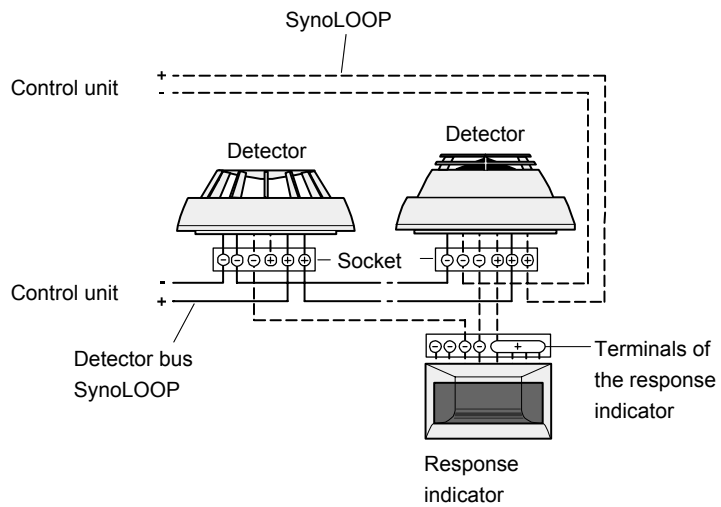 SynoLOOP
+
Control unit
-
Detector
Detector
Socket
Control unit
-
+
Detector bus
SynoLOOP
+
Terminals of
the response
indicator
Response
indicator